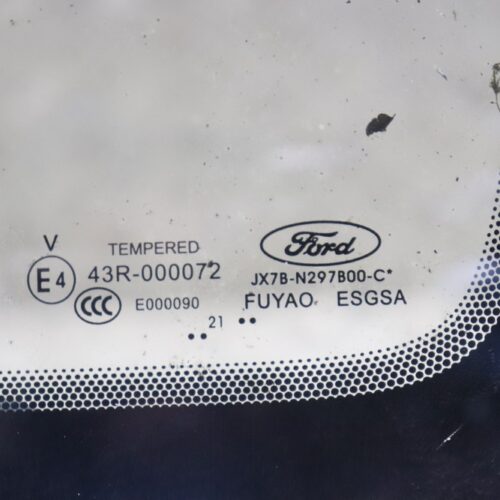 V
TEMPERED
Ford
E4
43R-000072
JX7B-N297B00-C*
CCC
E000090
FUYAO ESGSA
..21 ..